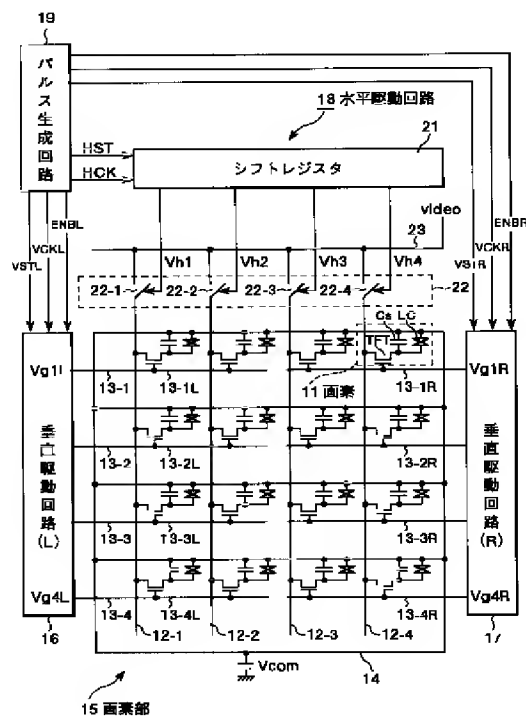 19
パルス生成回路
HST
HCK
18 水平駆動回路
21
シフトレジスタ
VSTL
VCKL
ENBL
VSTR
VCKR
ENBR
video
23
Vh1
Vh2
Vh3
Vh4
22-1
22-2
22-3
22-4
22
Cs LC
TFT
11 画素
Vg1l
13-1
13-1L
13-1R
Vg1R
13-2
13-2L
13-2R
垂直駆動回路(L)
垂直駆動回路(R)
13-3
13-3L
13-3R
Vg4L
13-4
13-4L
13-4R
Vg4R
16
12-1
12-2
12-3
12-4
17
Vcom
14
15 画素部